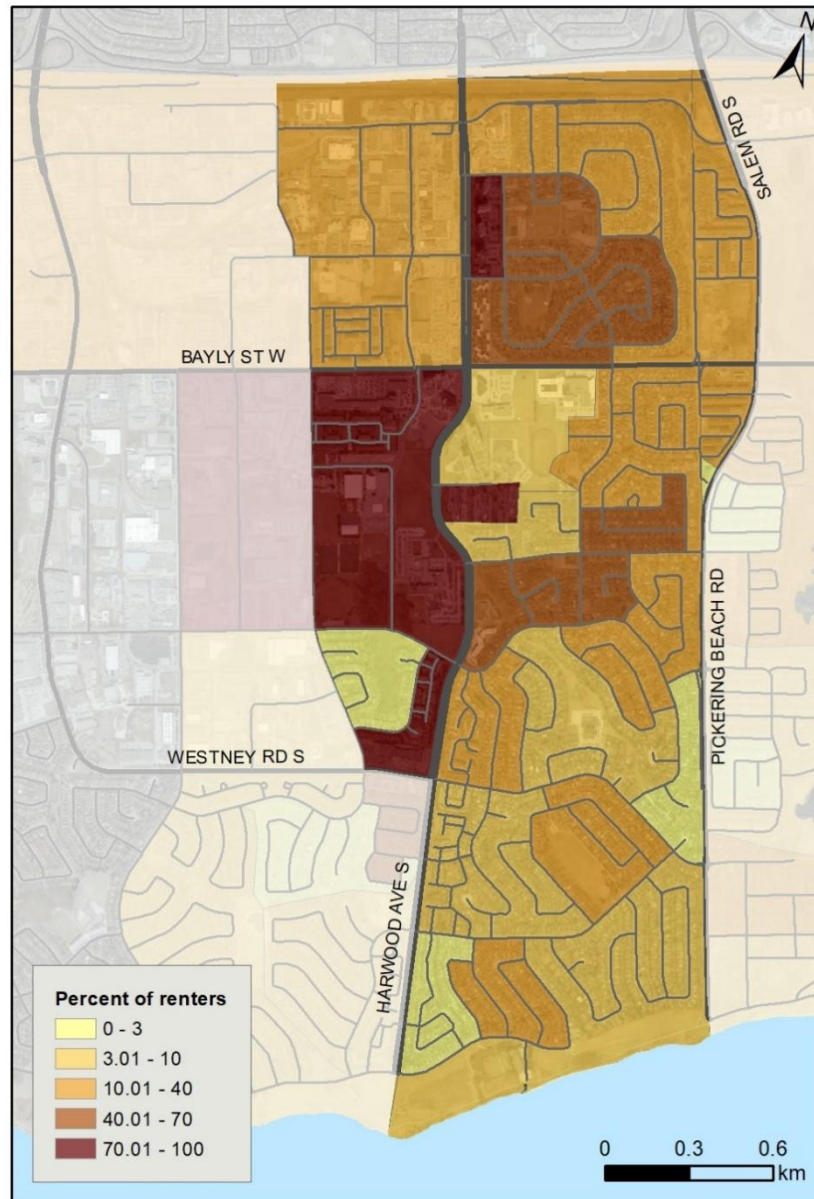 N
SALEM RD S
BAYLY ST W
PICKERING BEACH RD
WESTNEY RD S
HARWOOD AVE S
Percent of renters
0 - 3
3.01 - 10
10.01 - 40
40.01 - 70
70.01 - 100
0 0.3 0.6
km